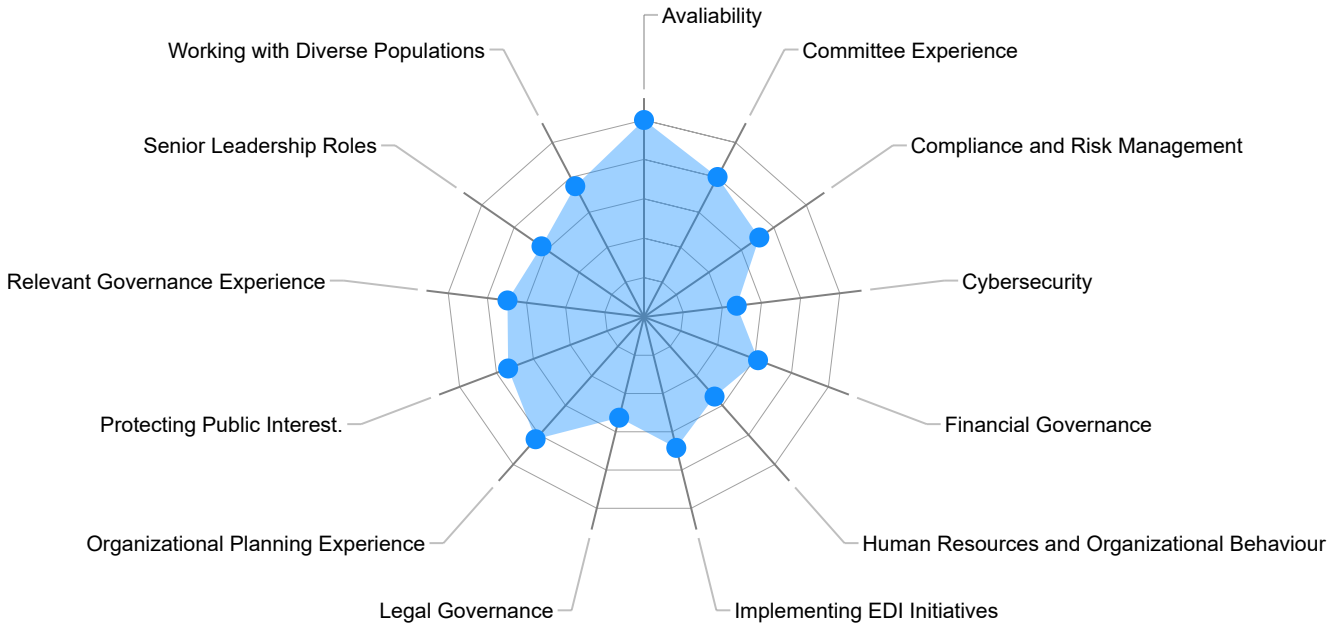 Avaliability
Working with Diverse Populations
Committee Experience
Senior Leadership Roles
Compliance and Risk Management
Relevant Governance Experience
Cybersecurity
Protecting Public Interest.
Financial Governance
Organizational Planning Experience
Human Resources and Organizational Behaviour
Legal Governance
Implementing EDI Initiatives